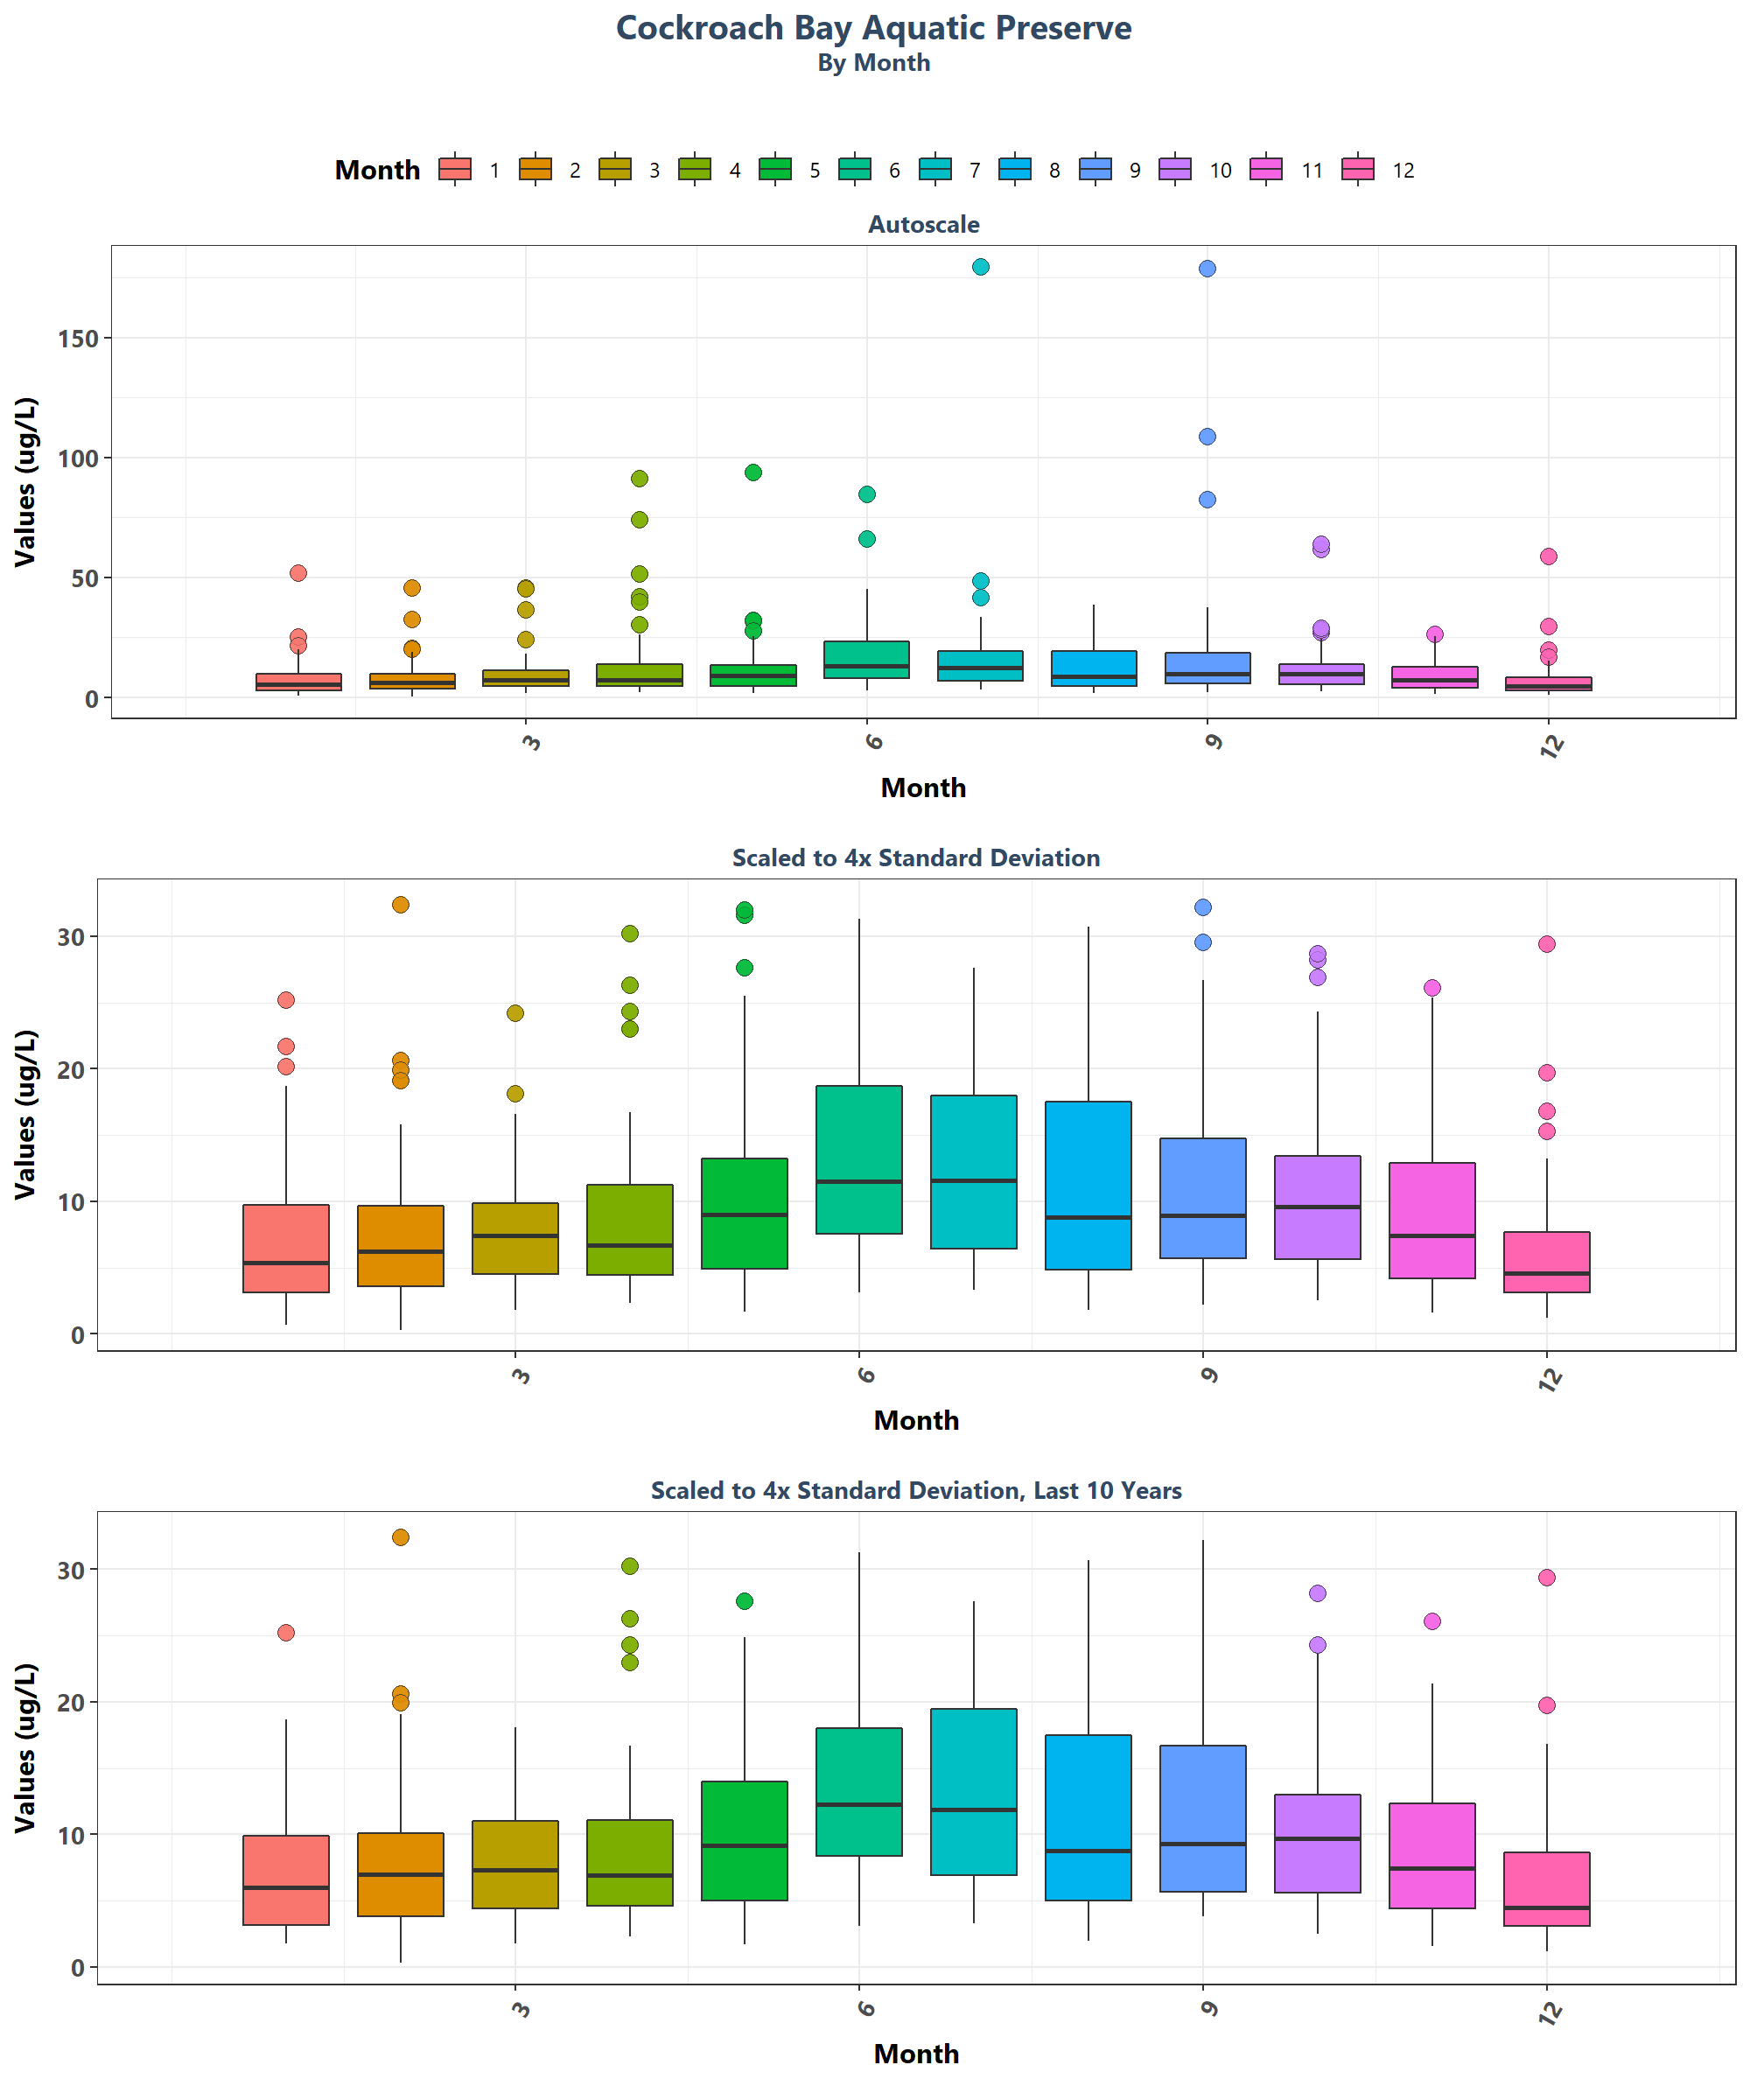 Cockroach Bay Aquatic Preserve
By Month
Month 1 2 3 4 5 6 7 8 9 10 11 12
Autoscale
Values (ug/L)
150
100
50
0
3 6 9 12
Month
Scaled to 4x Standard Deviation
Values (ug/L)
30
20
10
0
3 6 9 12
Month
Scaled to 4x Standard Deviation, Last 10 Years
Values (ug/L)
30
20
10
0
3 6 9 12
Month